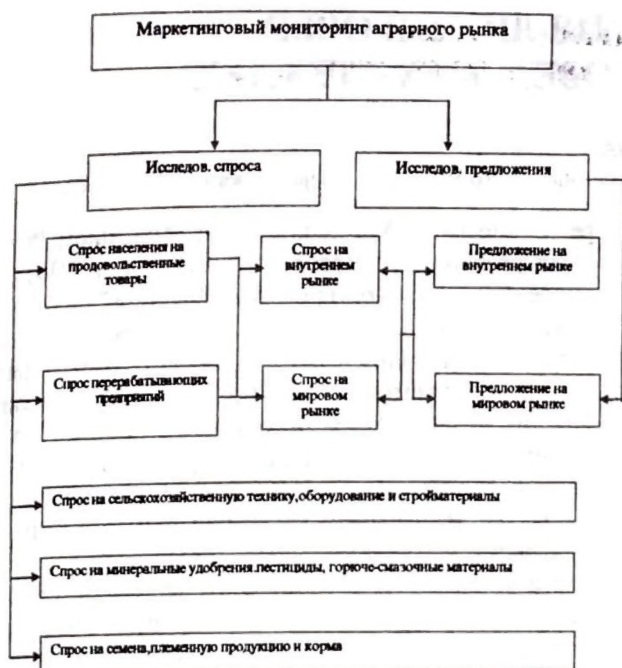 Маркетинговый мониторинг аграрного рынка
Исследов. спроса
Исследов. предложения
Спрос населения на
продовольственные
товары
Спрос на
внутреннем
рынке
Предложение на
внутреннем рынке
Спрос перерабатывающих
предприятий
Спрос на
мировом
рынке
Предложение на
мировом рынке
Спрос на сельскохозяйственную технику,оборудование и стройматериалы
Спрос на минеральные удобрения.пестициды, горюче-смазочные материалы
Спрос на семена,племенную продукцию и корма